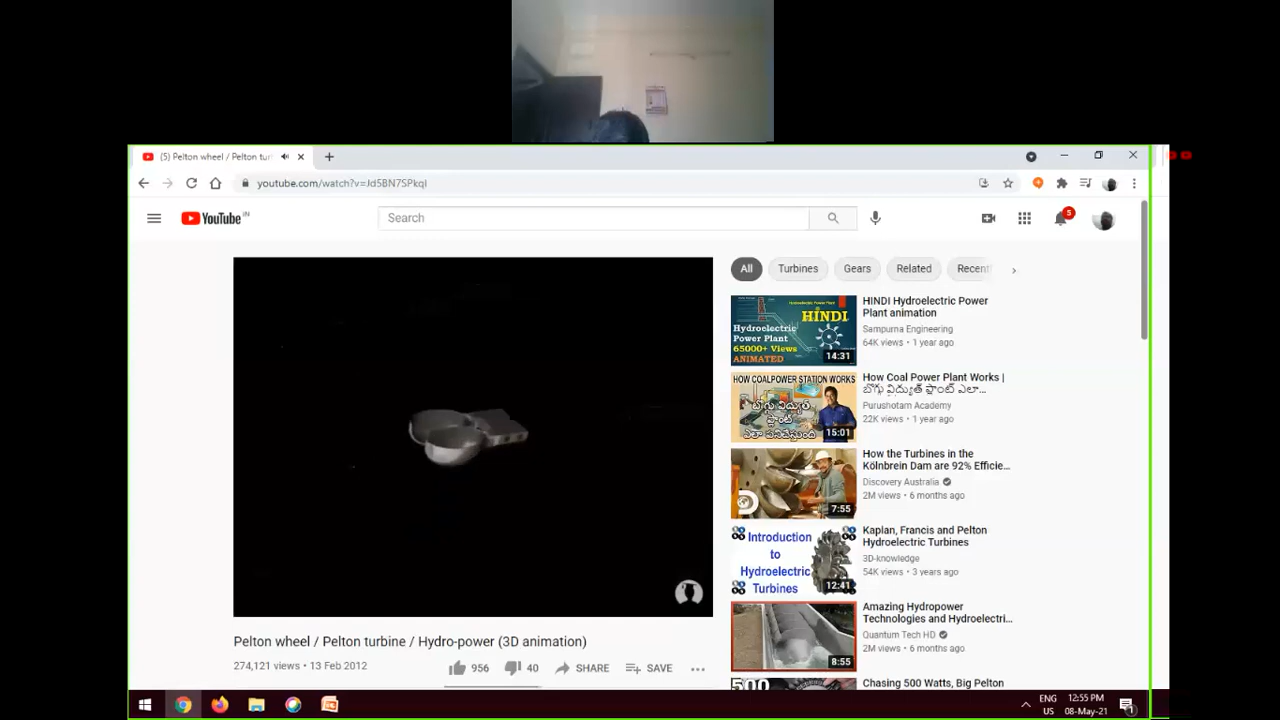 (5) Pelton wheel / Pelton tur
youtube.com/watch?v=Jd5BN7SPkqI
YouTube IN
Search
5
All
Turbines
Gears
Related
Recent
HINDI
Hydroelectric
Power Plant
65000+ Views
ANIMATED
14:31
HINDI Hydroelectric Power
Plant animation
Sampurna Engineering
64K views • 1 year ago
HOW COALPOWER STATION WORKS
బొగ్గు విద్యుత్
ప్లాంట్
ఎలా పనిచేస్తుంది
15:01
How Coal Power Plant Works |
బొగ్గు విద్యుత్ ప్లాంట్ ఎలా...
Purushotam Academy
22K views • 1 year ago
7:55
How the Turbines in the
Kölnbrein Dam are 92% Efficie...
Discovery Australia
2M views • 6 months ago
Introduction
to
Hydroelectric
Turbines
12:41
Kaplan, Francis and Pelton
Hydroelectric Turbines
3D-knowledge
54K views • 3 years ago
8:55
Amazing Hydropower
Technologies and Hydroelectri...
Quantum Tech HD
2M views • 6 months ago
500
Chasing 500 Watts, Big Pelton
Pelton wheel / Pelton turbine / Hydro-power (3D animation)
274,121 views • 13 Feb 2012
956
40
SHARE
SAVE
ENG
US
12:55 PM
08-May-21
1